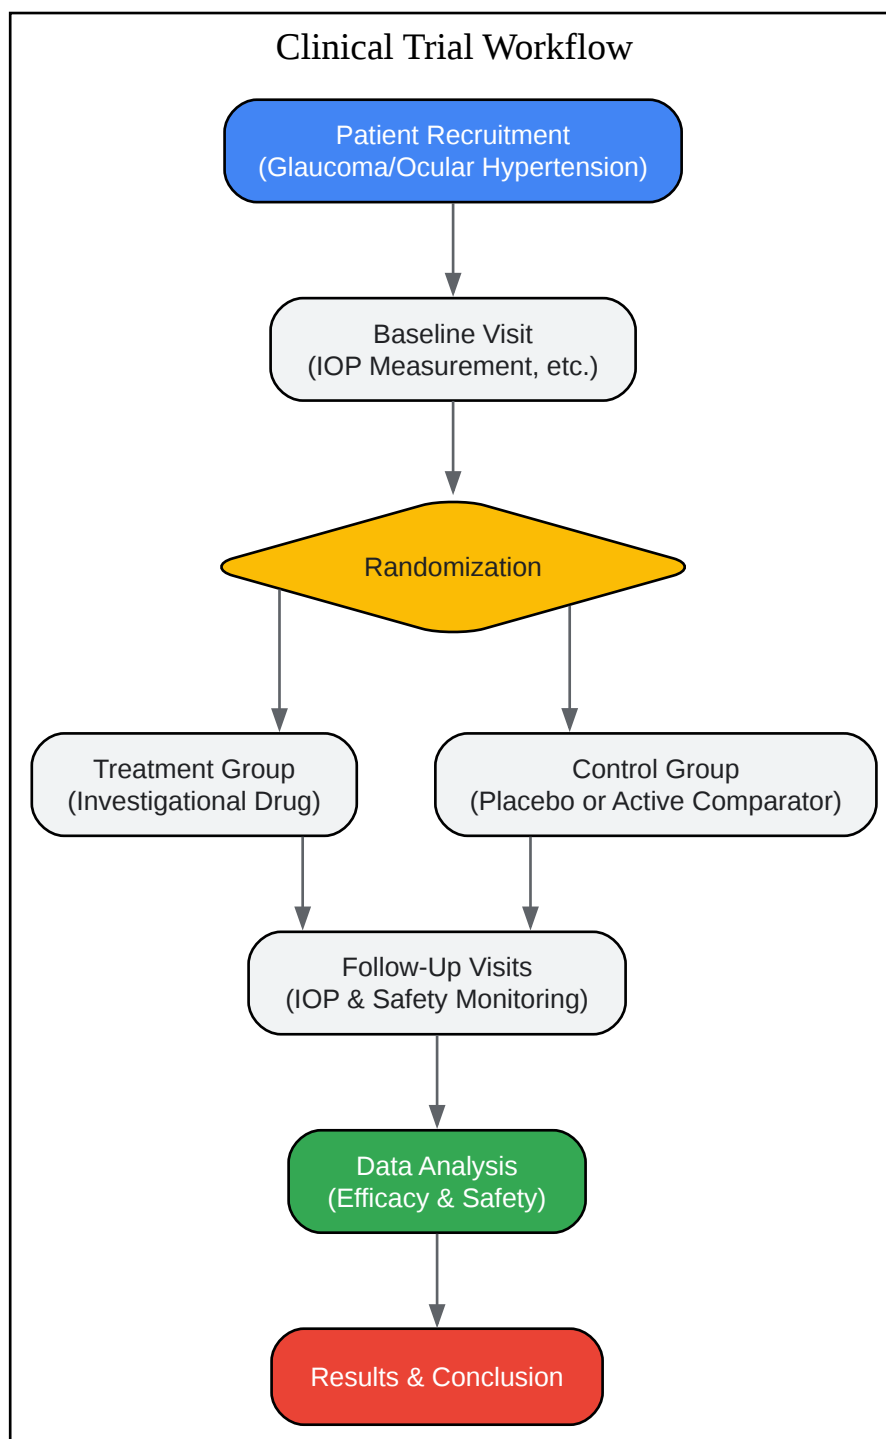 Clinical Trial Workflow
Patient Recruitment
(Glaucoma/Ocular Hypertension)
Baseline Visit
(IOP Measurement, etc.)
Randomization
Treatment Group
(Investigational Drug)
Control Group
(Placebo or Active Comparator)
Follow-Up Visits
(IOP & Safety Monitoring)
Data Analysis
(Efficacy & Safety)
Results & Conclusion